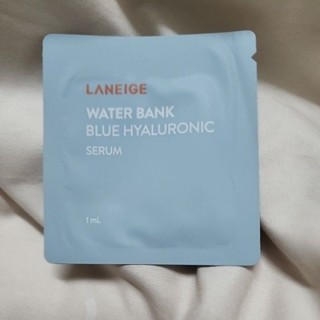 LANEIGE
WATER BANK
BLUE HYALURONIC
SERUM
1 mL